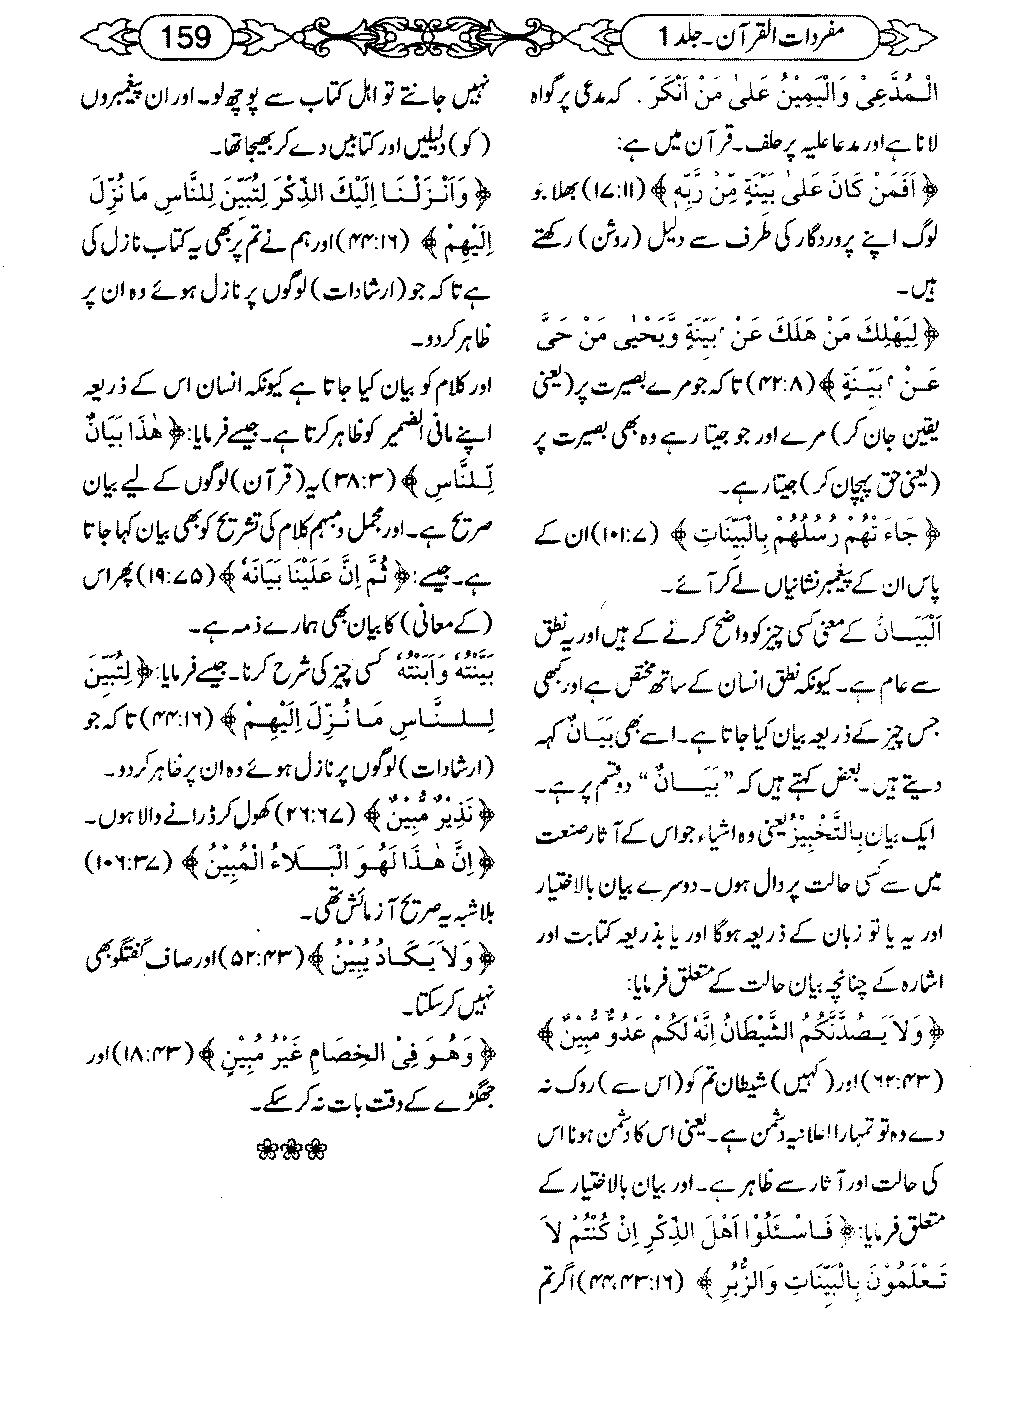 مفردات القرآن۔جلد 1
159
الْمُدَّعِیْ وَالْیَمِیْنُ عَلیٰ مَنْ اَنْکَرَ۔ کہ مدعی پر گواہ
لانا ہے اور مدعا علیہ پر حلف۔ قرآن میں ہے:
﴿اَفَمَنْ کَانَ عَلیٰ بَیِّنَۃٍ مِّنْ رَّبِّہٖ﴾ (۱۱:۱۷) بھلا جو
لوگ اپنے پروردگار کی طرف سے دلیل (روشن) رکھتے
ہیں۔
﴿لِیَھْلِکَ مَنْ ھَلَکَ عَنْ بَیِّنَۃٍ وَّیَحْیٰی مَنْ حَیَّ
عَنْ بَیِّنَۃٍ﴾ (۸:۴۲) تاکہ جو مرے بصیرت پر (یعنی
یقین جان کر) مرے اور جو جیتا رہے وہ بھی بصیرت پر
(یعنی حق پہچان کر) جیتا رہے۔
﴿جَاءَتْھُمْ رُسُلُھُمْ بِالْبَیِّنَاتِ﴾ (۷:۱۰۱) ان کے
پاس ان کے پیغمبر نشانیاں لے کر آئے۔
اَلْبَیَانُ کے معنی کسی چیز کو واضح کرنے کے ہیں اور یہ نطق
سے عام ہے۔ کیونکہ نطق انسان کے ساتھ مختص ہے اور کبھی
جس چیز کے ذریعہ بیان کیا جاتا ہے۔ اسے بھی بَیَانٌ کہہ
دیتے ہیں۔ بعض کہتے ہیں کہ ”بَیَانٌ“ دو قسم پر ہے۔
ایک بیان بِالتَّخْیِیْرِ یعنی وہ اشیاء جو اس کے آثار صنعت
میں سے کسی حالت پر دال ہوں۔ دوسرے بیان بالاختیار
اور یہ یا تو زبان کے ذریعہ ہوگا اور یا بذریعہ کتابت اور
اشارہ کے چنانچہ بیان حالت کے متعلق فرمایا:
﴿وَلَا یَصُدَّنَّکُمُ الشَّیْطَانُ اِنَّہٗ لَکُمْ عَدُوٌّ مُّبِیْنٌ﴾
(۴۳:۶۲) اور (کہیں) شیطان تم کو (اس سے) روک نہ
دے وہ تو تمہارا اعلانیہ دشمن ہے۔ یعنی اس کا دشمن ہونا اس
کی حالت اور آثار سے ظاہر ہے۔ اور بیان بالاختیار کے
متعلق فرمایا: ﴿فَاسْئَلُوْا اَھْلَ الذِّکْرِ اِنْ کُنْتُمْ لَا
تَعْلَمُوْنَ بِالْبَیِّنَاتِ وَالزُّبُرِ﴾ (۱۶:۴۳،۴۴) اگر تم
نہیں جانتے تو اہل کتاب سے پوچھ لو۔ اور ان پیغمبروں
(کو) دلیلیں اور کتابیں دے کر بھیجا تھا۔
﴿وَاَنْزَلْنَا اِلَیْکَ الذِّکْرَ لِتُبَیِّنَ لِلنَّاسِ مَا نُزِّلَ
اِلَیْھِمْ﴾ (۱۶:۴۴) اور ہم نے تم پر بھی یہ کتاب نازل کی
ہے تاکہ جو (ارشادات) لوگوں پر نازل ہوئے وہ ان پر
ظاہر کردو۔
اور کلام کو بیان کہا جاتا ہے کیونکہ انسان اس کے ذریعہ
اپنے مافی الضمیر کو ظاہر کرتا ہے۔ جیسے فرمایا: ﴿ھٰذَا بَیَانٌ
لِّلنَّاسِ﴾ (۳:۳۸) یہ (قرآن) لوگوں کے لیے بیان
صریح ہے۔ اور مجمل و مبہم کلام کی تشریح کو بھی بیان کہا جاتا
ہے۔ جیسے: ﴿ثُمَّ اِنَّ عَلَیْنَا بَیَانَہٗ﴾ (۷۵:۱۹) پھر اس
(کے معانی) کا بیان بھی ہمارے ذمہ ہے۔
بَیَّنْتُہٗ وَاَبَنْتُہٗ کسی چیز کی شرح کرنا۔ جیسے فرمایا: ﴿لِتُبَیِّنَ
لِلنَّاسِ مَا نُزِّلَ اِلَیْھِمْ﴾ (۱۶:۴۴) تاکہ جو
(ارشادات) لوگوں پر نازل ہوئے وہ ان پر ظاہر کردو۔
﴿نَذِیْرٌ مُّبِیْنٌ﴾ (۶۷:۲۶) کھول کر ڈرانے والا ہوں۔
﴿اِنَّ ھٰذَا لَھُوَ الْبَلَاءُ الْمُبِیْنُ﴾ (۳۷:۱۰۶)
بلاشبہ یہ صریح آزمائش تھی۔
﴿وَلَا یَکَادُ یُبِیْنُ﴾ (۴۳:۵۲) اور صاف گفتگو بھی
نہیں کرسکتا۔
﴿وَھُوَ فِی الْخِصَامِ غَیْرُ مُبِیْنٍ﴾ (۴۳:۱۸) اور
جھگڑے کے وقت بات نہ کرسکے۔